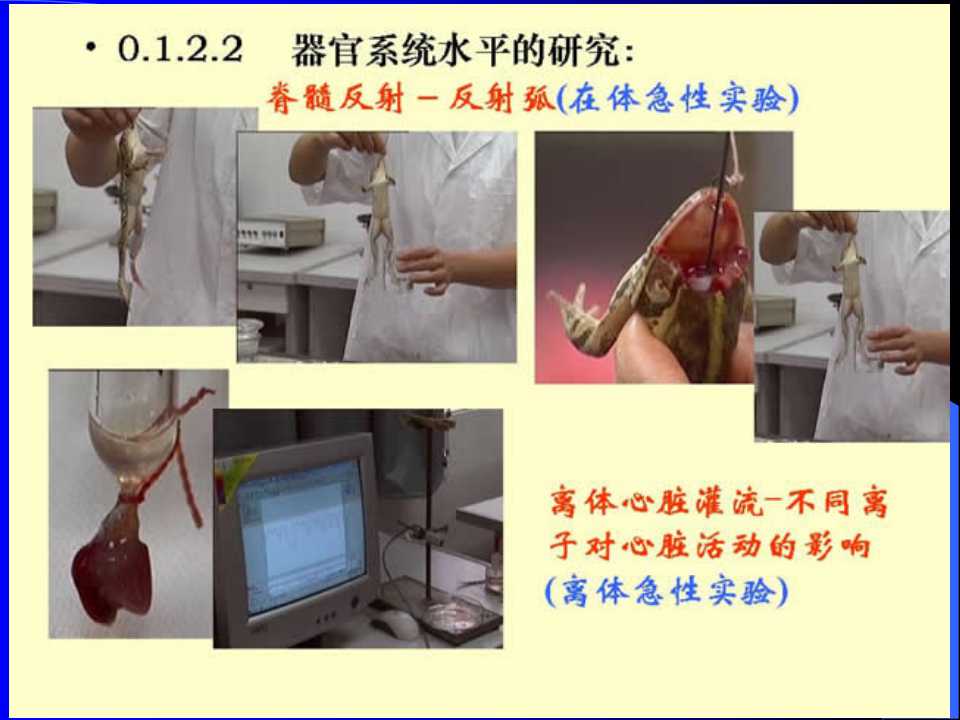 • 0.1.2.2 器官系统水平的研究:
脊髓反射－反射弧(在体急性实验)
离体心脏灌流-不同离
子对心脏活动的影响
(离体急性实验)